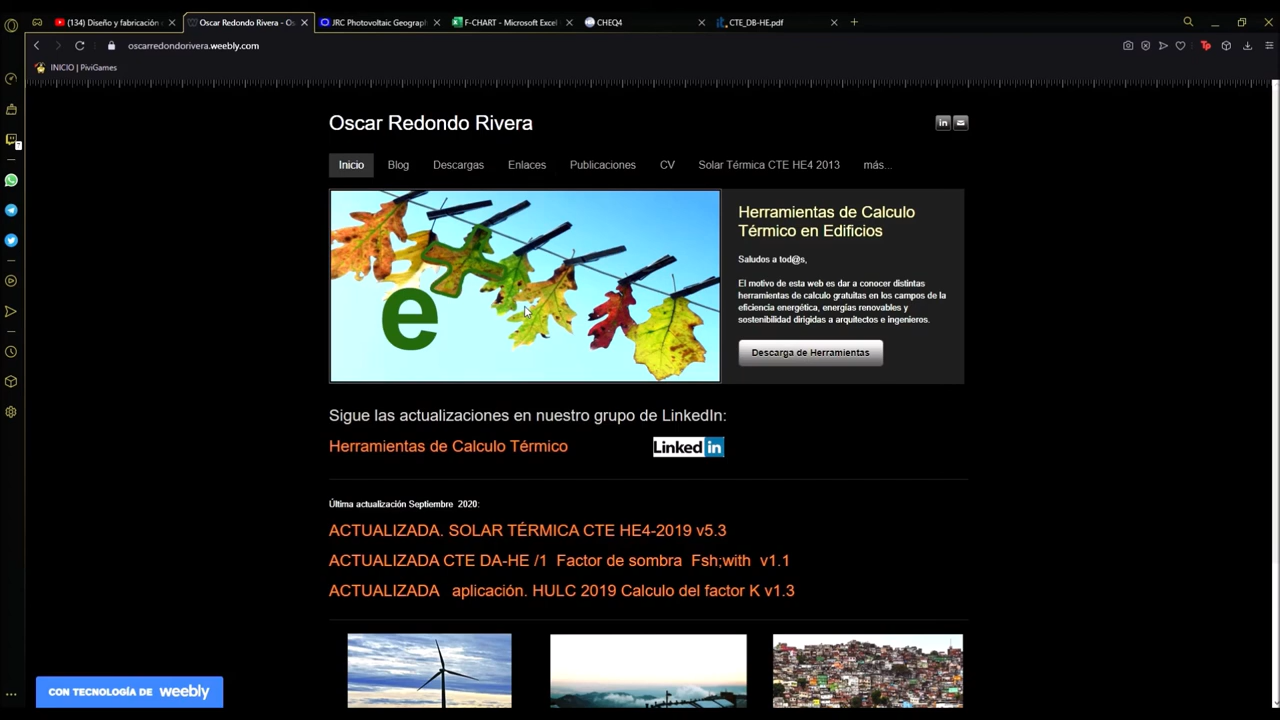 (134) Diseño y fabricación
Oscar Redondo Rivera - Os
JRC Photovoltaic Geograph
F-CHART - Microsoft Excel
CHEQ4
CTE_DB-HE.pdf
oscarredondorivera.weebly.com
INICIO | PiviGames
Oscar Redondo Rivera
Inicio
Blog
Descargas
Enlaces
Publicaciones
CV
Solar Térmica CTE HE4 2013
más...
e+
Herramientas de Calculo
Térmico en Edificios
Saludos a tod@s,
El motivo de esta web es dar a conocer distintas
herramientas de calculo gratuitas en los campos de la
eficiencia energética, energías renovables y
sostenibilidad dirigidas a arquitectos e ingenieros.
Descarga de Herramientas
Sigue las actualizaciones en nuestro grupo de LinkedIn:
Herramientas de Calculo Térmico
Linked in
Última actualización Septiembre 2020:
ACTUALIZADA. SOLAR TÉRMICA CTE HE4-2019 v5.3
ACTUALIZADA CTE DA-HE /1 Factor de sombra Fsh;with v1.1
ACTUALIZADA aplicación. HULC 2019 Calculo del factor K v1.3
CON TECNOLOGÍA DE weebly